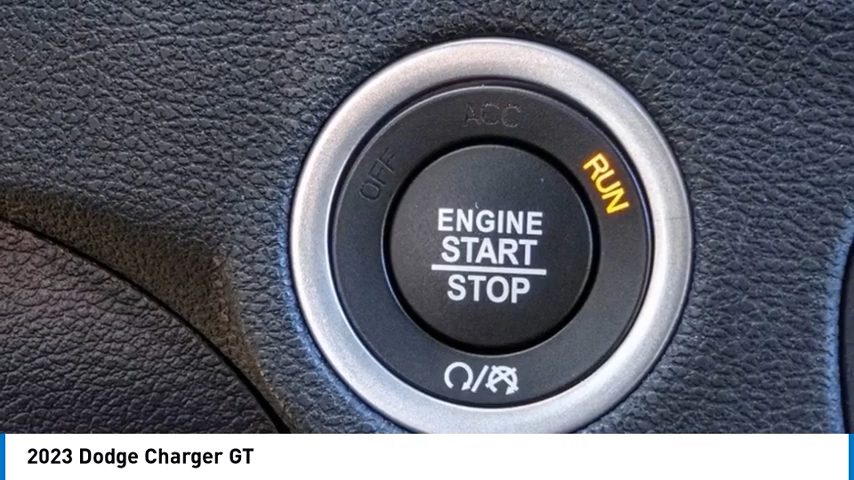 ACC
OFF
RUN
ENGINE
START
STOP
2023 Dodge Charger GT